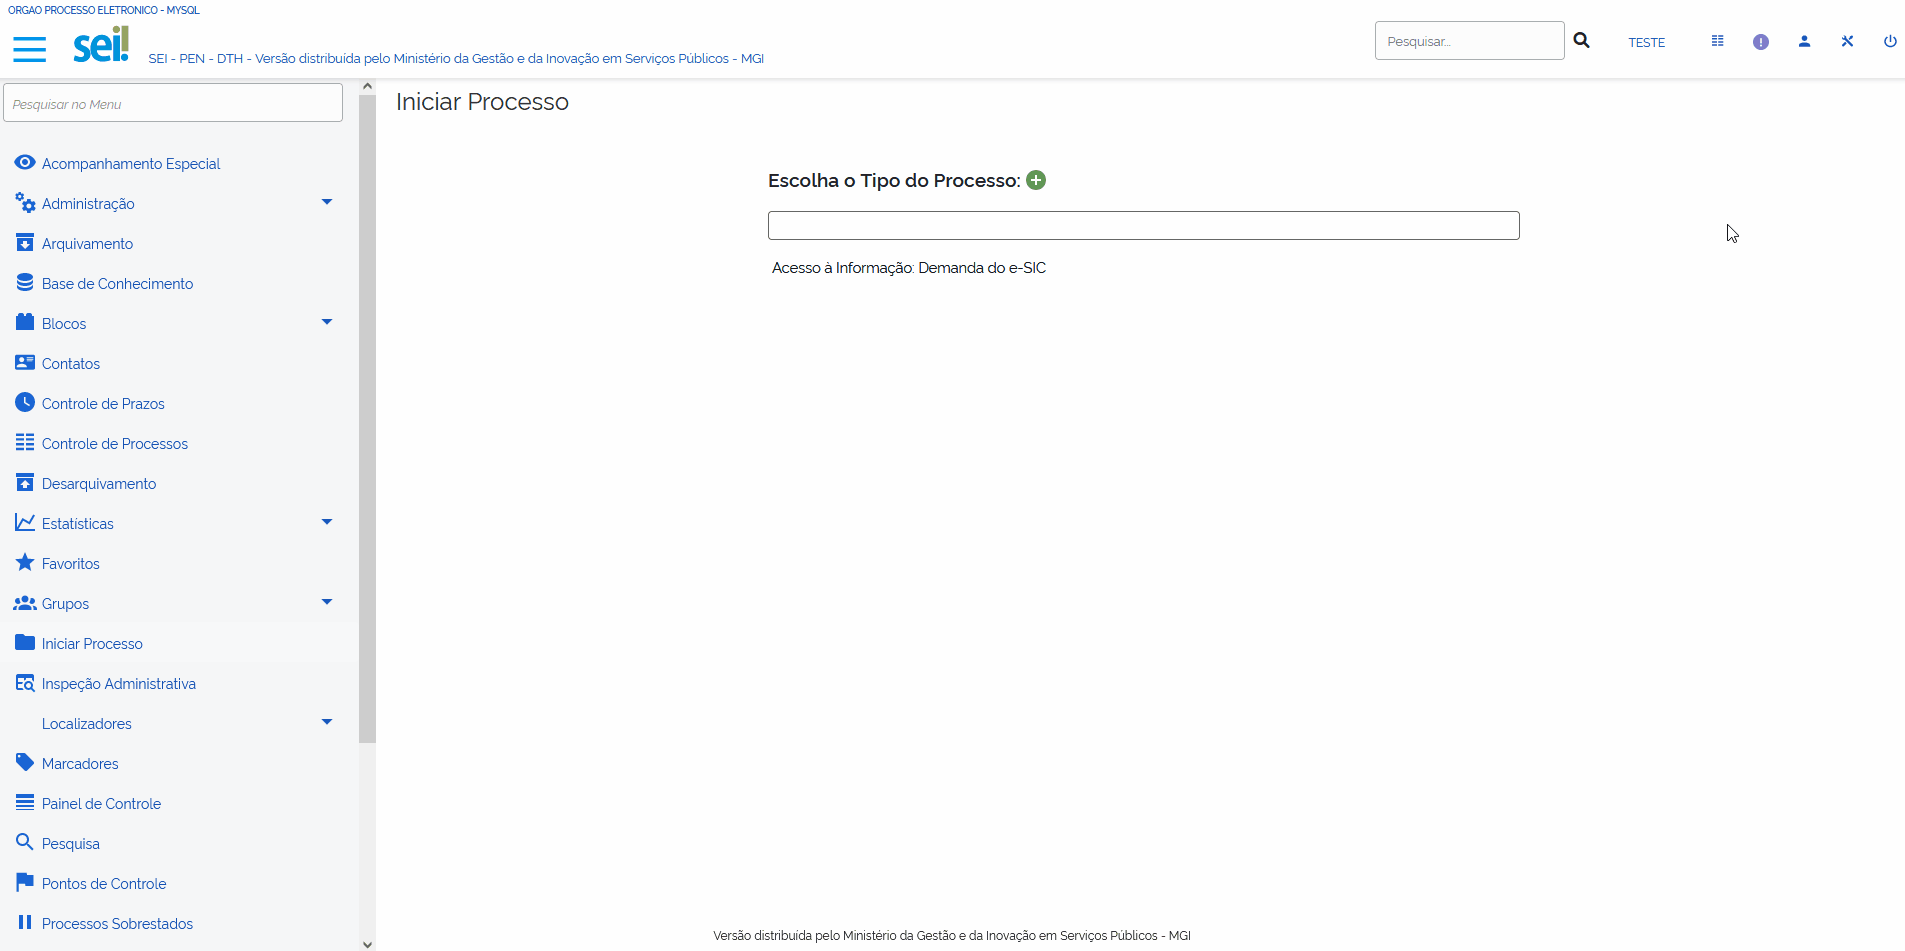 ORGAO PROCESSO ELETRONICO - MYSQL
sei!
SEI - PEN - DTH - Versão distribuída pelo Ministério da Gestão e da Inovação em Serviços Públicos - MGI
Pesquisar...
TESTE
Pesquisar no Menu
Acompanhamento Especial
Administração
Arquivamento
Base de Conhecimento
Blocos
Contatos
Controle de Prazos
Controle de Processos
Desarquivamento
Estatísticas
Favoritos
Grupos
Iniciar Processo
Inspeção Administrativa
Localizadores
Marcadores
Painel de Controle
Pesquisa
Pontos de Controle
Processos Sobrestados
Iniciar Processo
Escolha o Tipo do Processo:
Acesso à Informação: Demanda do e-SIC
Versão distribuída pelo Ministério da Gestão e da Inovação em Serviços Públicos - MGI